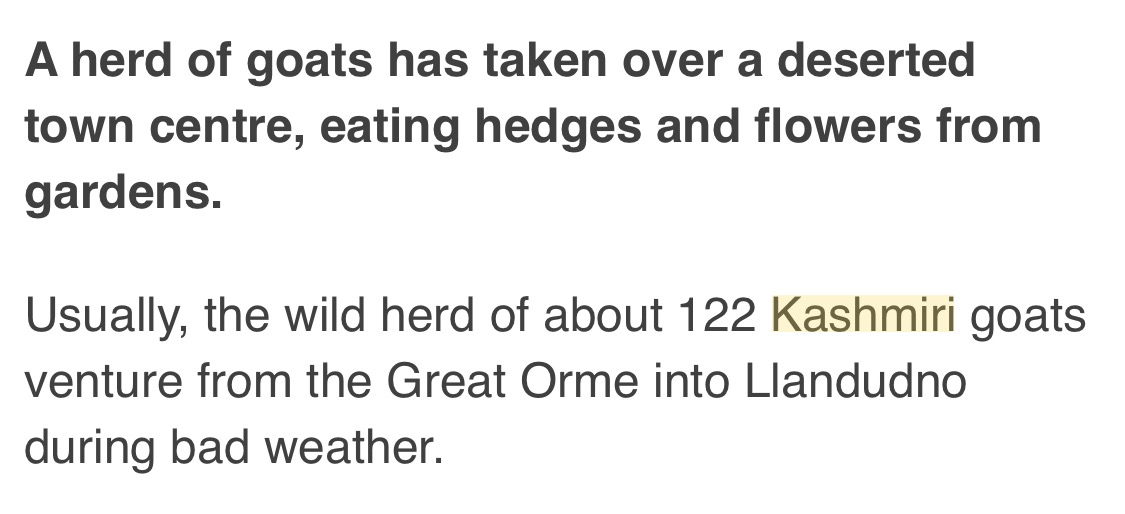 A herd of goats has taken over a deserted
town centre, eating hedges and flowers from
gardens.
Usually, the wild herd of about 122 Kashmiri goats
venture from the Great Orme into Llandudno
during bad weather.